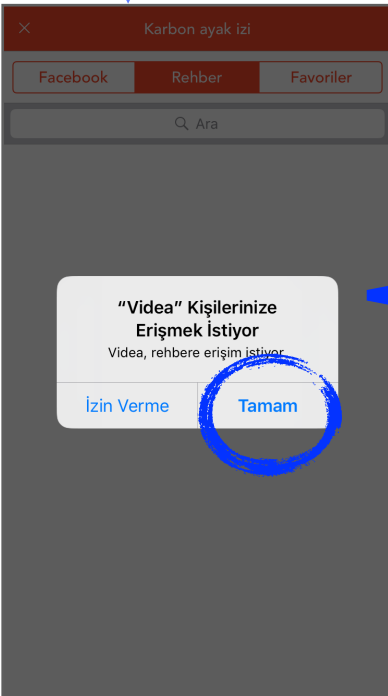 Karbon ayak izi
Facebook Rehber Favoriler
Ara
“Videa” Kişilerinize
Erişmek İstiyor
Videa, rehbere erişim istiyor
İzin Verme Tamam